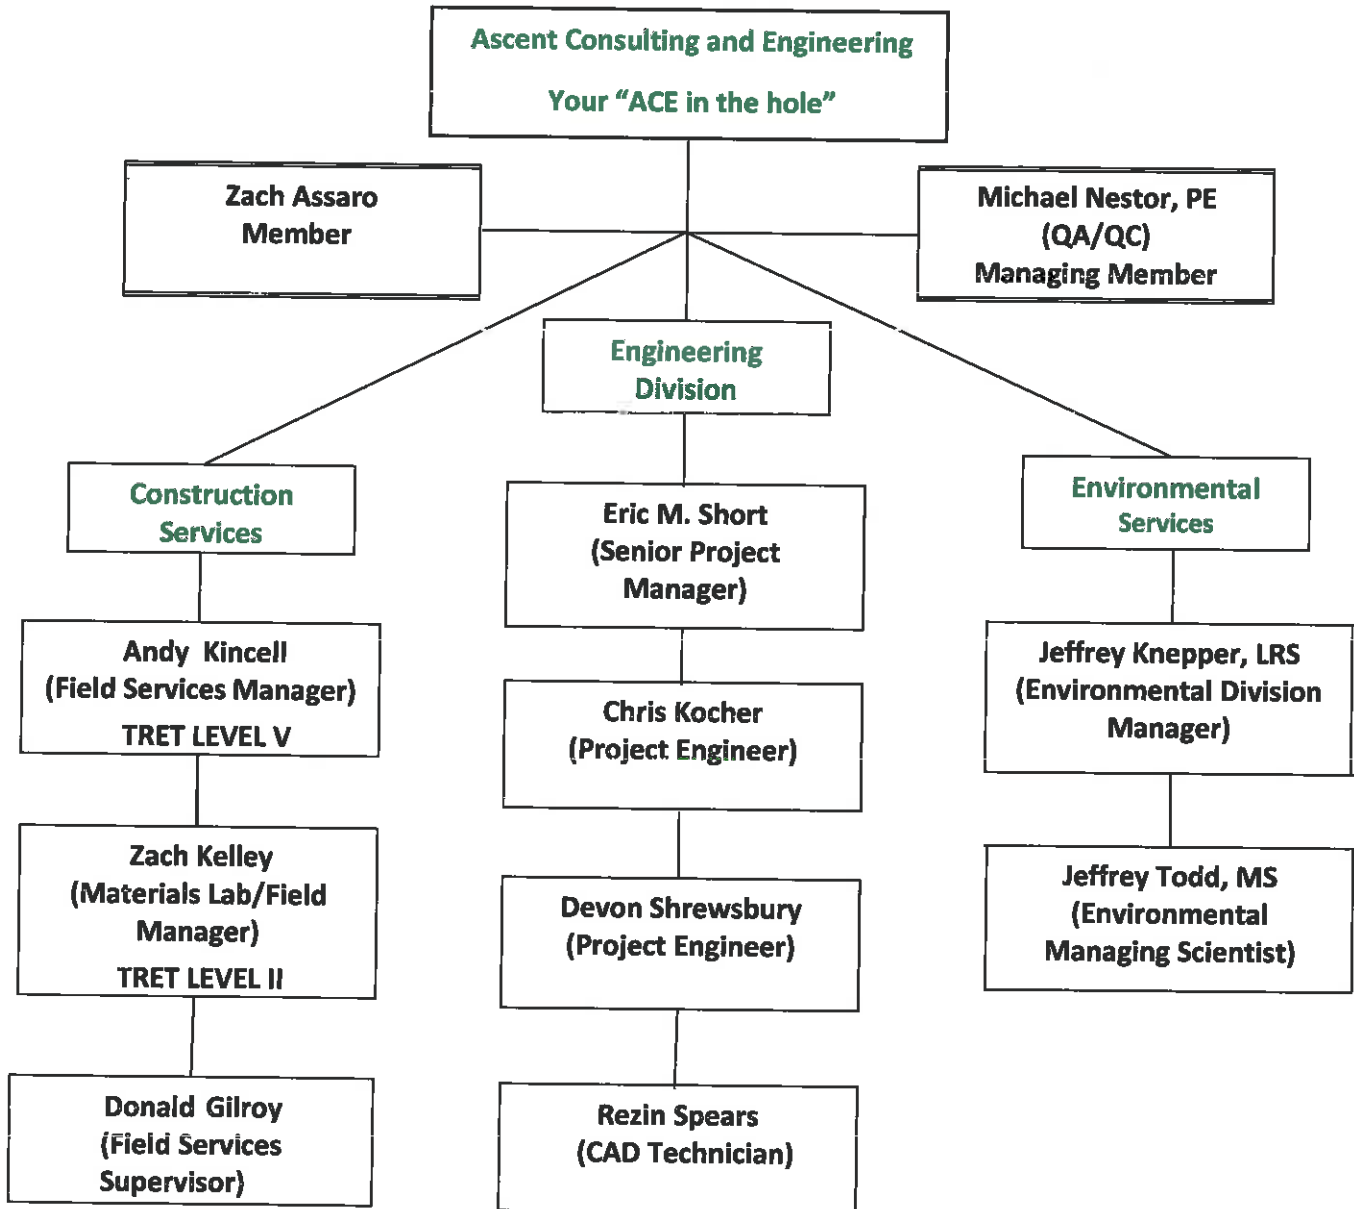 Ascent Consulting and Engineering
Your “ACE in the hole”
Zach Assaro
Member
Michael Nestor, PE
(QA/QC)
Managing Member
Engineering
Division
Construction
Services
Environmental
Services
Eric M. Short
(Senior Project
Manager)
Andy Kincell
(Field Services Manager)
TRET LEVEL V
Jeffrey Knepper, LRS
(Environmental Division
Manager)
Chris Kocher
(Project Engineer)
Zach Kelley
(Materials Lab/Field
Manager)
TRET LEVEL II
Devon Shrewsbury
(Project Engineer)
Jeffrey Todd, MS
(Environmental
Managing Scientist)
Donald Gilroy
(Field Services
Supervisor)
Rezin Spears
(CAD Technician)